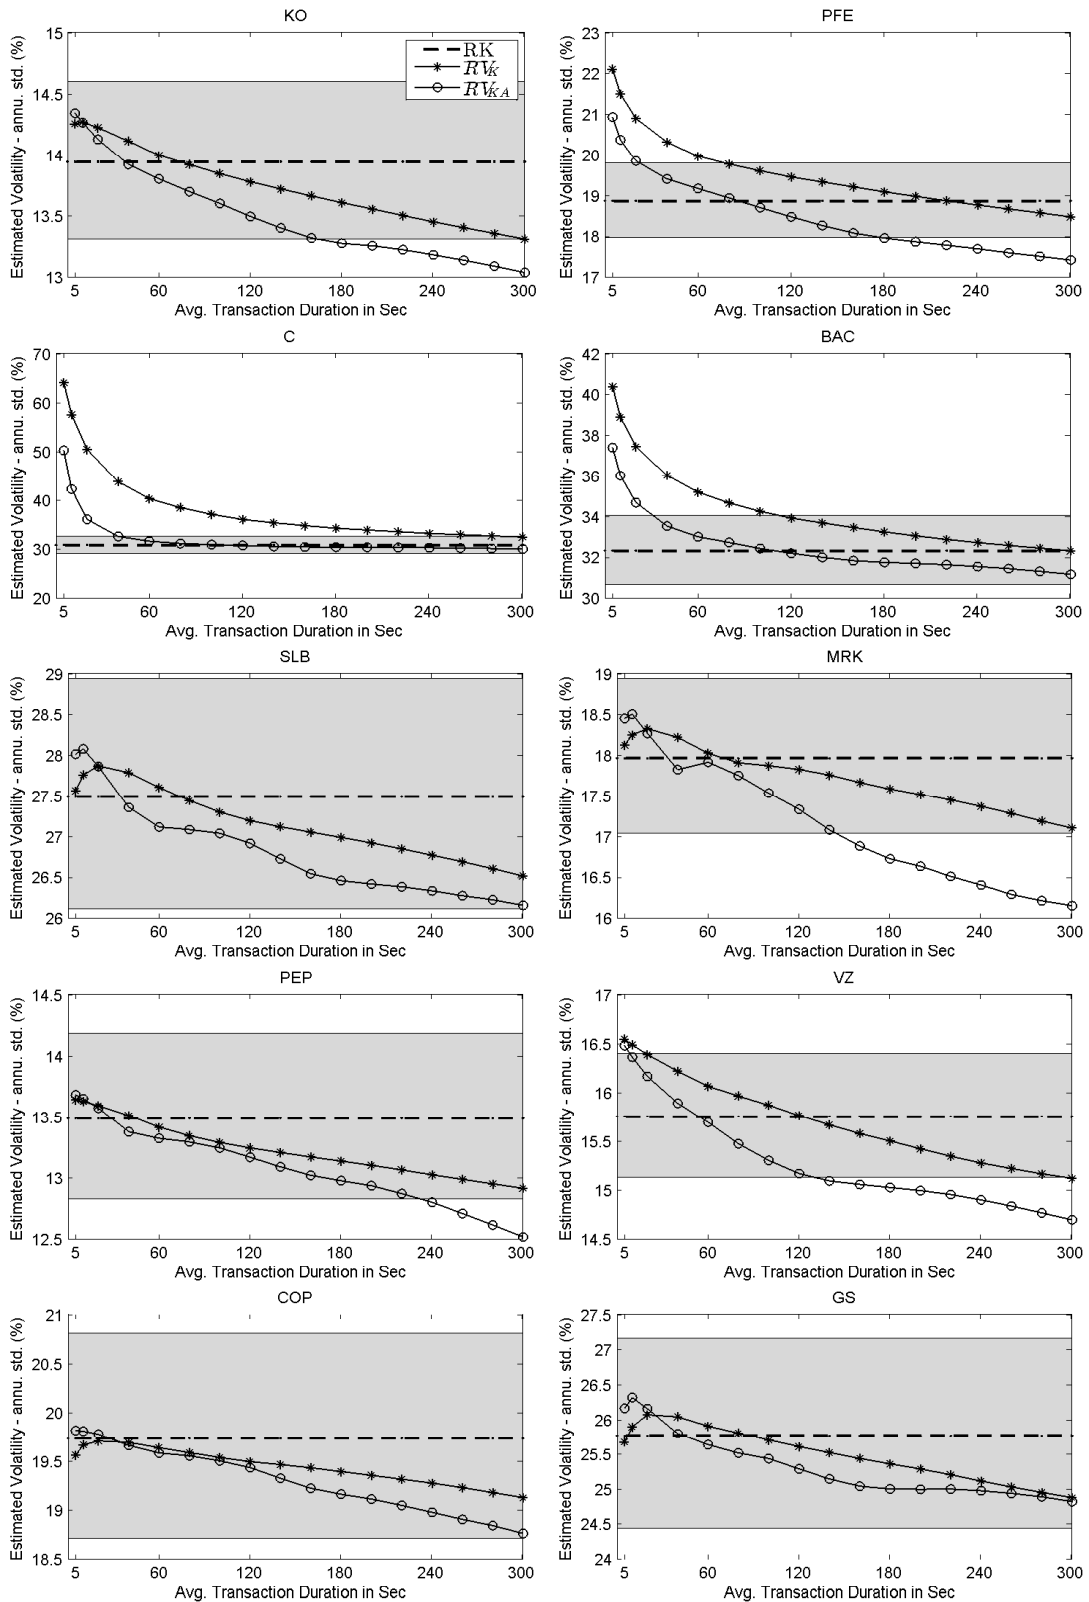 KO
Estimated Volatility - annu. std. (%)
15
14.5
14
13.5
13
5 60 120 180 240 300
Avg. Transaction Duration in Sec
RK
RV_K
RV_KA
PFE
Estimated Volatility - annu. std. (%)
23
22
21
20
19
18
17
5 60 120 180 240 300
Avg. Transaction Duration in Sec
C
Estimated Volatility - annu. std. (%)
70
60
50
40
30
20
5 60 120 180 240 300
Avg. Transaction Duration in Sec
BAC
Estimated Volatility - annu. std. (%)
42
40
38
36
34
32
30
5 60 120 180 240 300
Avg. Transaction Duration in Sec
SLB
Estimated Volatility - annu. std. (%)
29
28.5
28
27.5
27
26.5
26
5 60 120 180 240 300
Avg. Transaction Duration in Sec
MRK
Estimated Volatility - annu. std. (%)
19
18.5
18
17.5
17
16.5
16
5 60 120 180 240 300
Avg. Transaction Duration in Sec
PEP
Estimated Volatility - annu. std. (%)
14.5
14
13.5
13
12.5
5 60 120 180 240 300
Avg. Transaction Duration in Sec
VZ
Estimated Volatility - annu. std. (%)
17
16.5
16
15.5
15
14.5
5 60 120 180 240 300
Avg. Transaction Duration in Sec
COP
Estimated Volatility - annu. std. (%)
21
20.5
20
19.5
19
18.5
5 60 120 180 240 300
Avg. Transaction Duration in Sec
GS
Estimated Volatility - annu. std. (%)
27.5
27
26.5
26
25.5
25
24.5
24
5 60 120 180 240 300
Avg. Transaction Duration in Sec